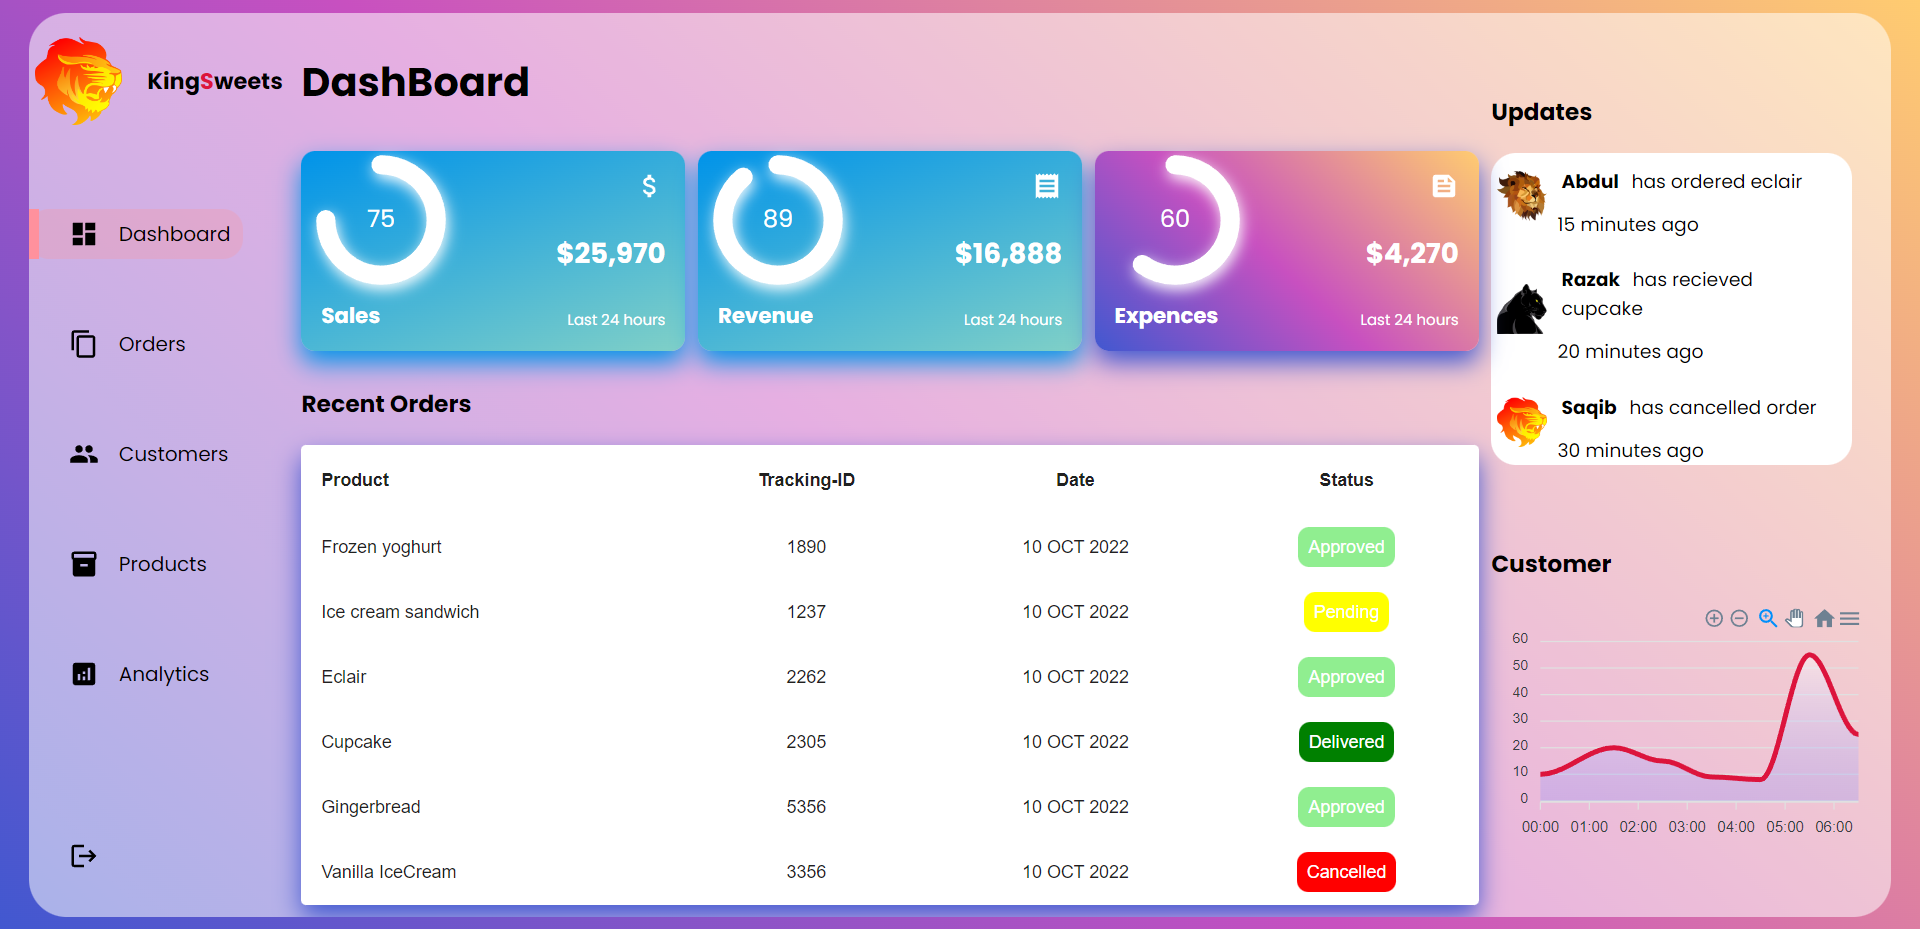 KingSweets
DashBoard
Dashboard
Orders
Customers
Products
Analytics
75
$25,970
Sales
Last 24 hours
89
$16,888
Revenue
Last 24 hours
60
$4,270
Expences
Last 24 hours
Recent Orders
Product Tracking-ID Date Status
Frozen yoghurt 1890 10 OCT 2022 Approved
Ice cream sandwich 1237 10 OCT 2022 Pending
Eclair 2262 10 OCT 2022 Approved
Cupcake 2305 10 OCT 2022 Delivered
Gingerbread 5356 10 OCT 2022 Approved
Vanilla IceCream 3356 10 OCT 2022 Cancelled
Updates
Abdul has ordered eclair
15 minutes ago
Razak has recieved
cupcake
20 minutes ago
Saqib has cancelled order
30 minutes ago
Customer
60
50
40
30
20
10
0
00:00 01:00 02:00 03:00 04:00 05:00 06:00